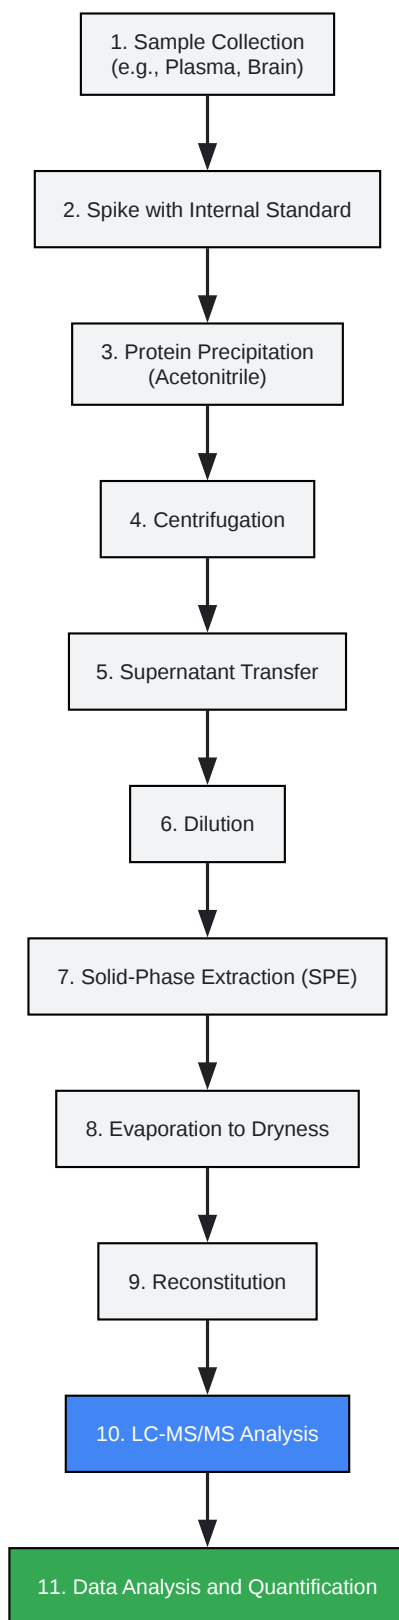 1. Sample Collection
(e.g., Plasma, Brain)
2. Spike with Internal Standard
3. Protein Precipitation
(Acetonitrile)
4. Centrifugation
5. Supernatant Transfer
6. Dilution
7. Solid-Phase Extraction (SPE)
8. Evaporation to Dryness
9. Reconstitution
10. LC-MS/MS Analysis
11. Data Analysis and Quantification